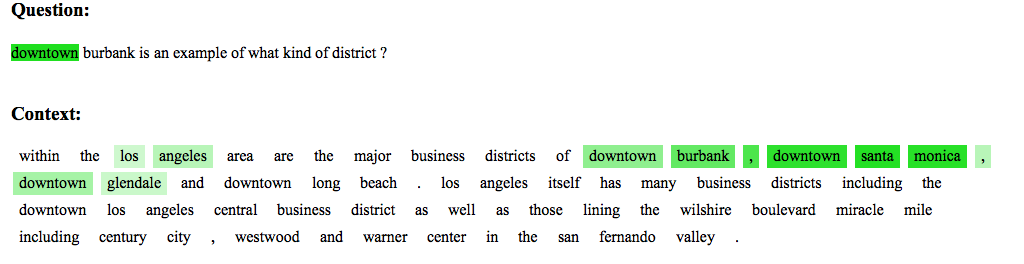 Question:
downtown burbank is an example of what kind of district ?
Context:
within the los angeles area are the major business districts of downtown burbank , downtown santa monica ,
downtown glendale and downtown long beach . los angeles itself has many business districts including the
downtown los angeles central business district as well as those lining the wilshire boulevard miracle mile
including century city , westwood and warner center in the san fernando valley .